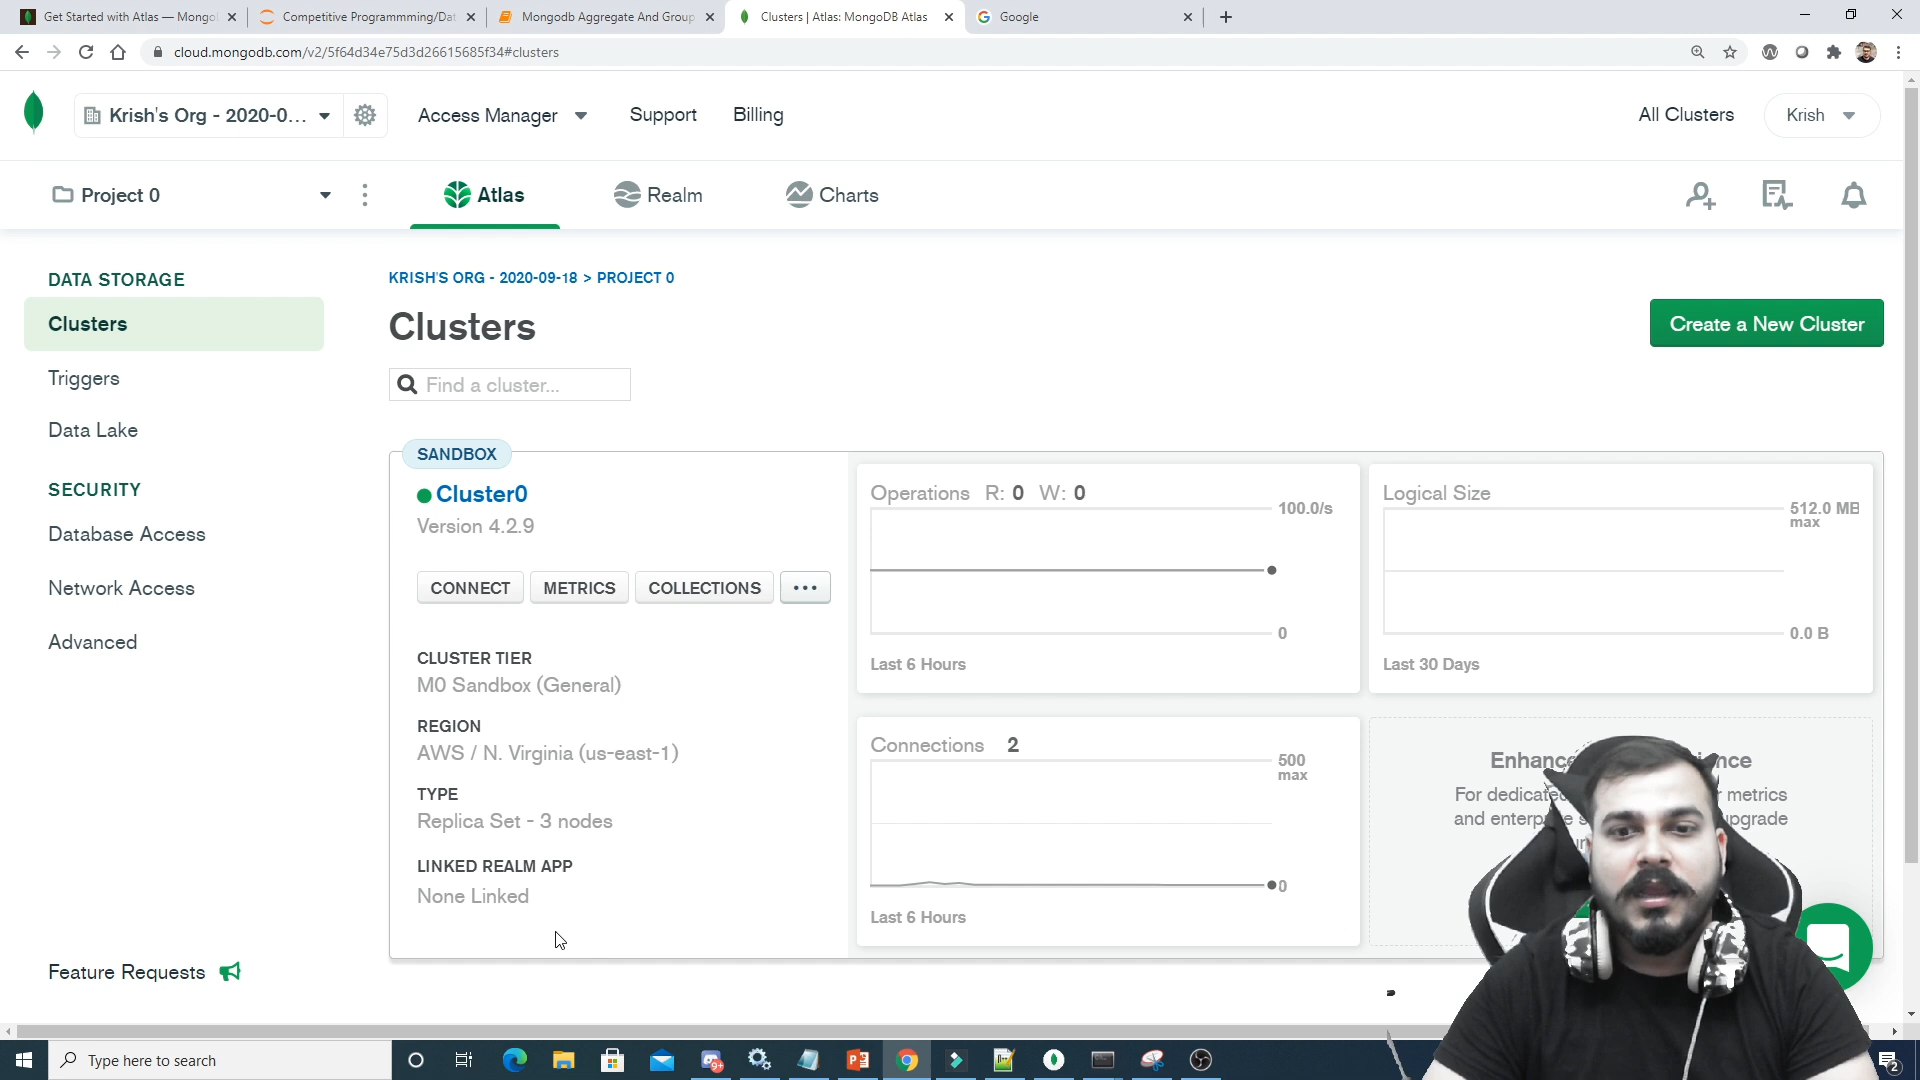 Get Started with Atlas — Mongo
Competitive Programmming/Dat
Mongodb Aggregate And Group
Clusters | Atlas: MongoDB Atlas
Google
cloud.mongodb.com/v2/5f64d34e75d3d26615685f34#clusters
Krish's Org - 2020-0...
Access Manager
Support
Billing
All Clusters
Krish
Project 0
Atlas
Realm
Charts
DATA STORAGE
Clusters
Triggers
Data Lake
SECURITY
Database Access
Network Access
Advanced
Feature Requests
KRISH'S ORG - 2020-09-18 > PROJECT 0
Clusters
Create a New Cluster
Find a cluster...
SANDBOX
Cluster0
Version 4.2.9
CONNECT
METRICS
COLLECTIONS
...
CLUSTER TIER
M0 Sandbox (General)
REGION
AWS / N. Virginia (us-east-1)
TYPE
Replica Set - 3 nodes
LINKED REALM APP
None Linked
Operations R: 0 W: 0
100.0/s
0
Last 6 Hours
Logical Size
512.0 MB
max
0.0 B
Last 30 Days
Connections 2
500
max
0
Last 6 Hours
For dedicated metrics
and upgrade
Type here to search
2